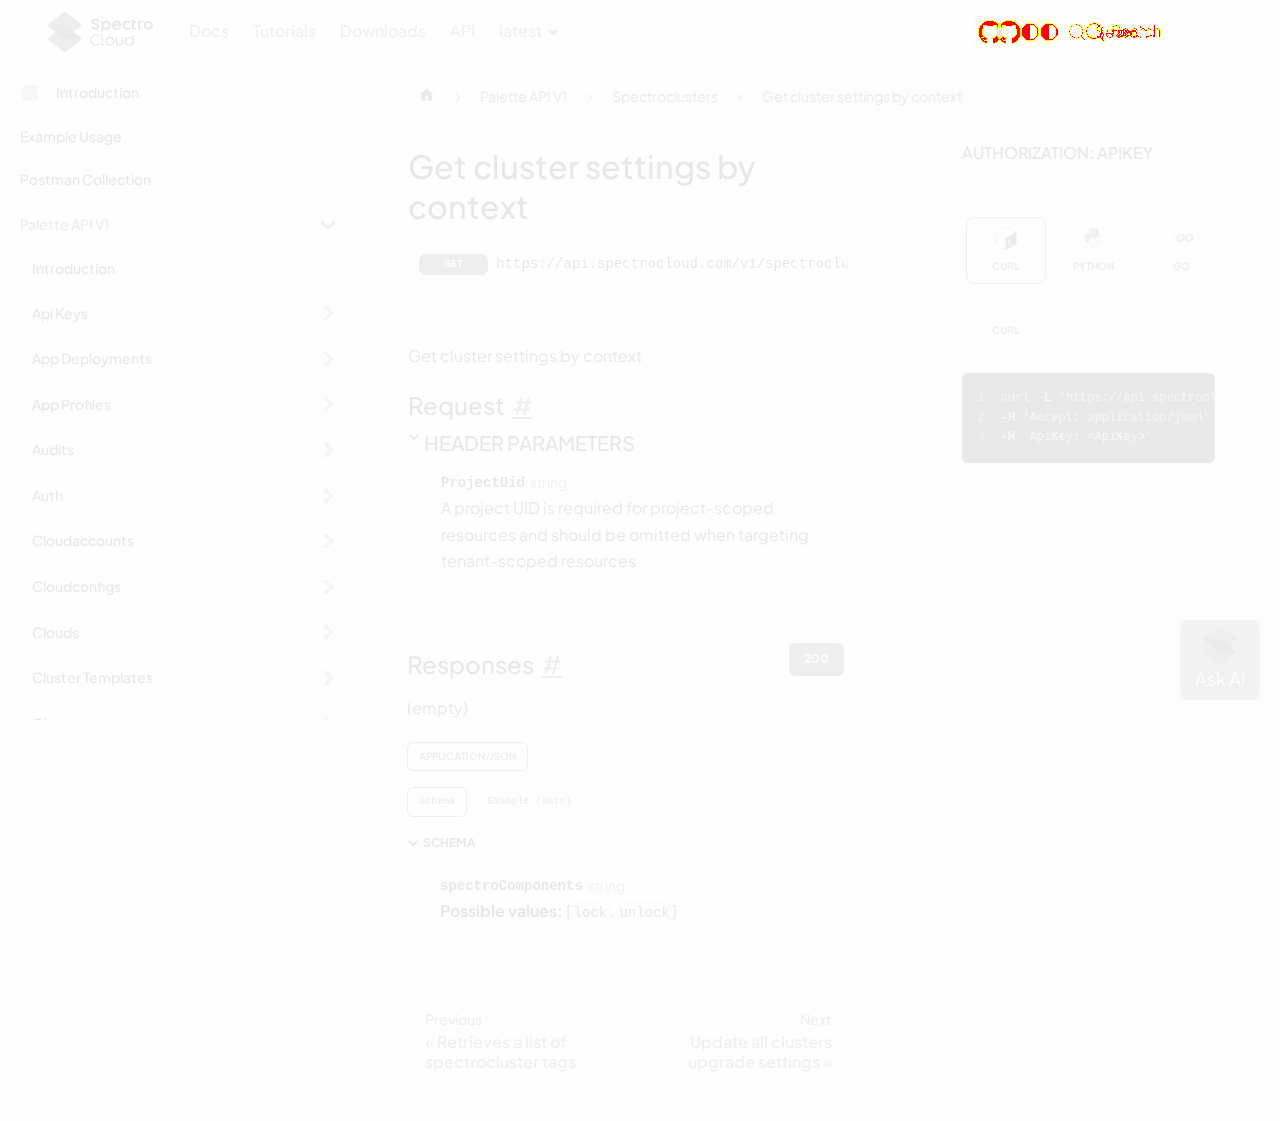 Spectro
Cloud
Docs
Tutorials
Downloads
API
latest
Search
Introduction
Example Usage
Postman Collection
Palette API V1
Introduction
Api Keys
App Deployments
App Profiles
Audits
Auth
Cloudaccounts
Cloudconfigs
Clouds
Cluster Templates
Palette API V1
Spectroclusters
Get cluster settings by context
Get cluster settings by
context
GET https://api.spectrocloud.com/v1/spectroclu
Get cluster settings by context
Request #
HEADER PARAMETERS
ProjectUid string
A project UID is required for project-scoped
resources and should be omitted when targeting
tenant-scoped resources
Responses #
200
(empty)
APPLICATION/JSON
Schema
Example (auto)
SCHEMA
spectroComponents string
Possible values: [lock, unlock]
Previous
« Retrieves a list of
spectrocluster tags
Next
Update all clusters
upgrade settings »
AUTHORIZATION: APIKEY
CURL
PYTHON
GO
GO
CURL
1 curl -L 'https://api.spectrocl
2 -H 'Accept: application/json'
3 -H 'ApiKey: <ApiKey>'
Ask AI